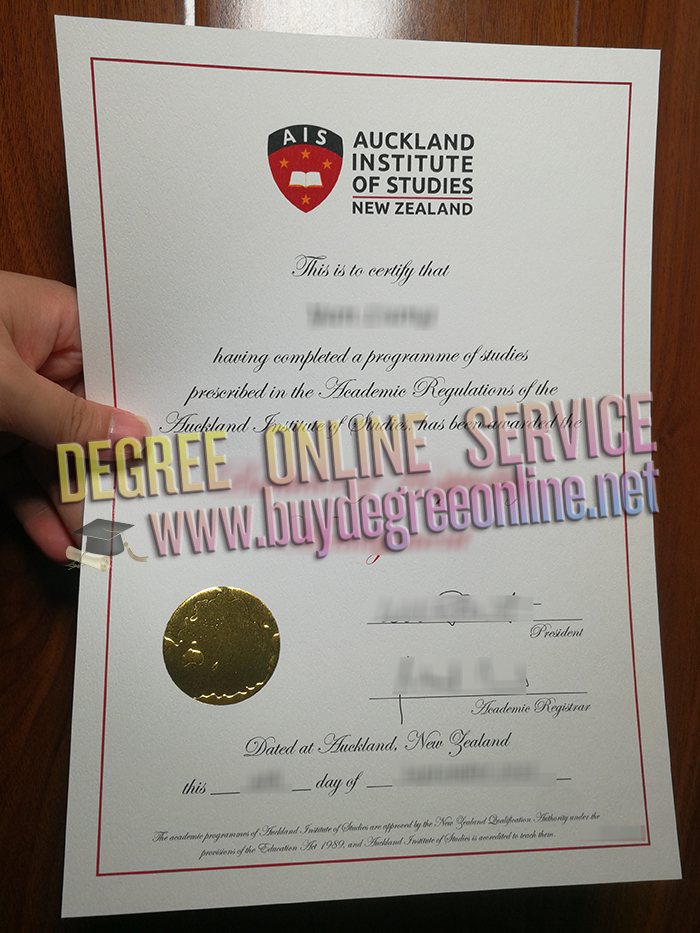 AIS
AUCKLAND
INSTITUTE
OF STUDIES
NEW ZEALAND
This is to certify that
having completed a programme of studies
prescribed in the Academic Regulations of the
Auckland Institute of Studies, has been awarded the
DEGREE ONLINE SERVICE
www.buydegreeonline.net
President
Academic Registrar
Dated at Auckland, New Zealand
this day of
The academic programmes of Auckland Institute of Studies are approved by the New Zealand Qualification Authority under the
provisions of the Education Act 1989, and Auckland Institute of Studies is accredited to teach them.